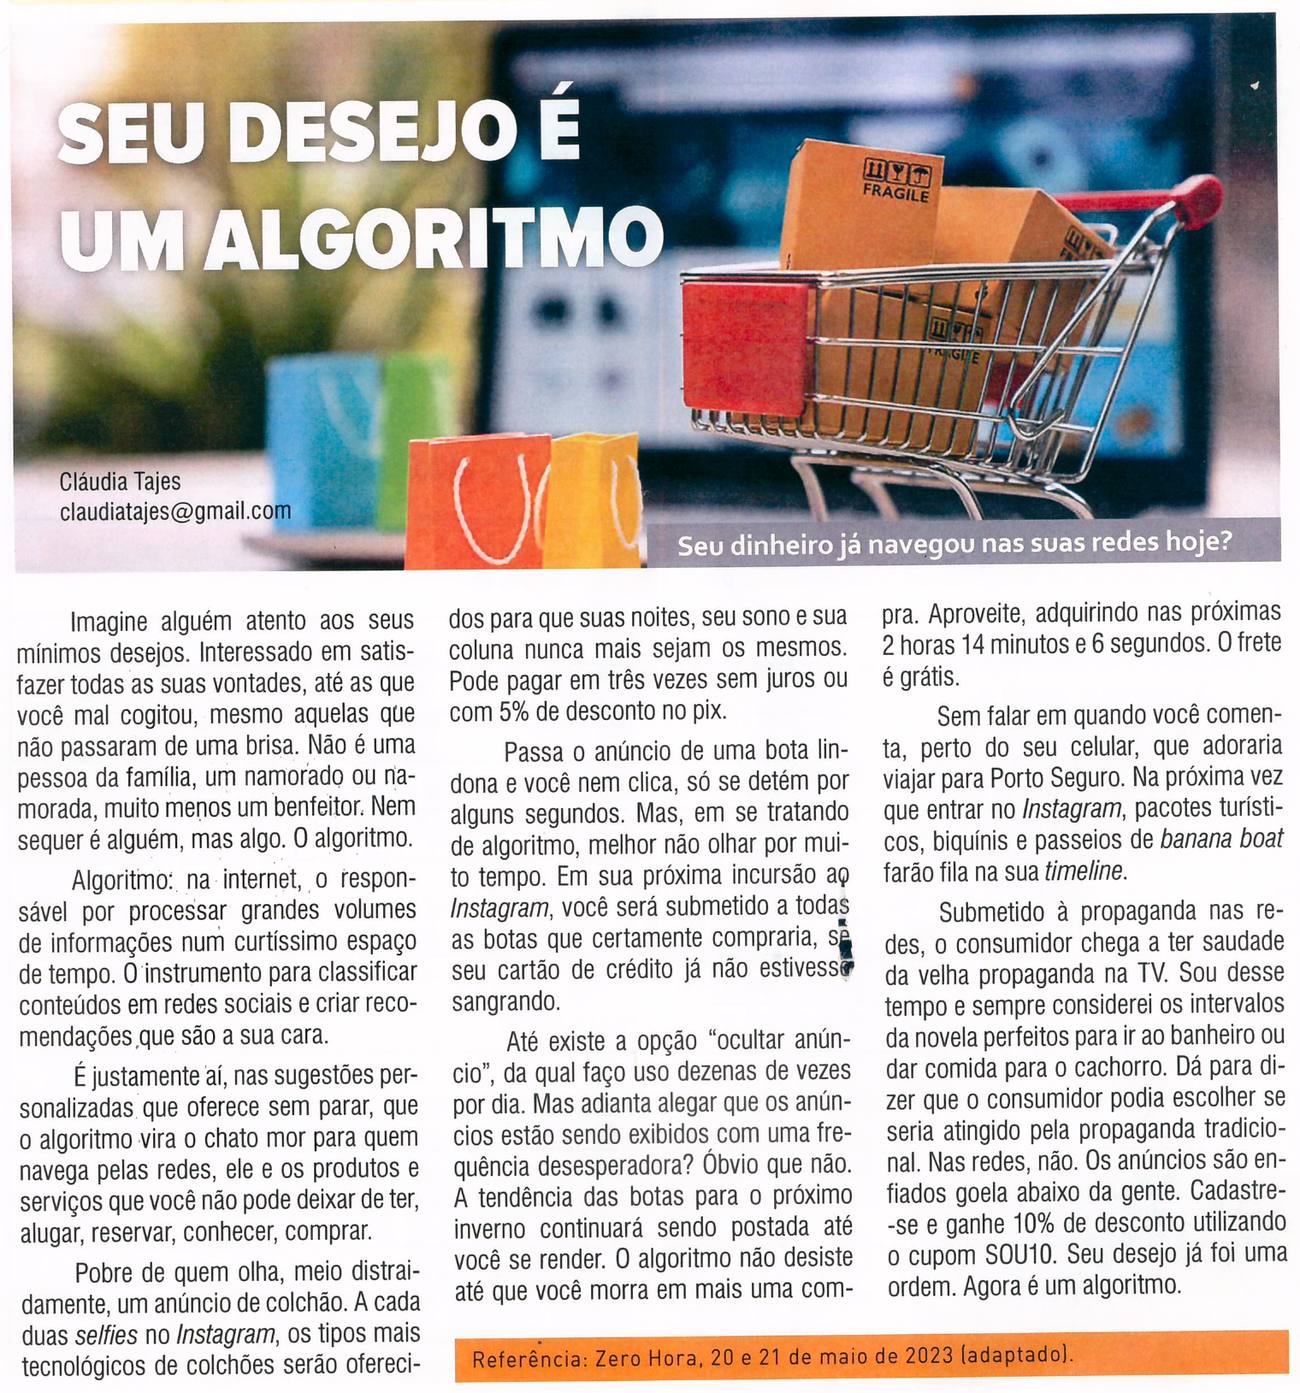 SEU DESEJO É
UM ALGORITMO
FRAGILE
FRAGILE
Cláudia Tajes
claudiatajes@gmail.com
Seu dinheiro já navegou nas suas redes hoje?
Imagine alguém atento aos seus
mínimos desejos. Interessado em satis-
fazer todas as suas vontades, até as que
você mal cogitou, mesmo aquelas que
não passaram de uma brisa. Não é uma
pessoa da família, um namorado ou na-
morada, muito menos um benfeitor. Nem
sequer é alguém, mas algo. O algoritmo.
Algoritmo: na internet, o respon-
sável por processar grandes volumes
de informações num curtíssimo espaço
de tempo. O instrumento para classificar
conteúdos em redes sociais e criar reco-
mendações que são a sua cara.
É justamente aí, nas sugestões per-
sonalizadas que oferece sem parar, que
o algoritmo vira o chato mor para quem
navega pelas redes, ele e os produtos e
serviços que você não pode deixar de ter,
alugar, reservar, conhecer, comprar.
Pobre de quem olha, meio distrai-
damente, um anúncio de colchão. A cada
duas selfies no Instagram, os tipos mais
tecnológicos de colchões serão ofereci-
dos para que suas noites, seu sono e sua
coluna nunca mais sejam os mesmos.
Pode pagar em três vezes sem juros ou
com 5% de desconto no pix.
Passa o anúncio de uma bota lin-
dona e você nem clica, só se detém por
alguns segundos. Mas, em se tratando
de algoritmo, melhor não olhar por mui-
to tempo. Em sua próxima incursão ao
Instagram, você será submetido a todas
as botas que certamente compraria, se
seu cartão de crédito já não estivesse
sangrando.
Até existe a opção “ocultar anún-
cio”, da qual faço uso dezenas de vezes
por dia. Mas adianta alegar que os anún-
cios estão sendo exibidos com uma fre-
quência desesperadora? Óbvio que não.
A tendência das botas para o próximo
inverno continuará sendo postada até
você se render. O algoritmo não desiste
até que você morra em mais uma com-
pra. Aproveite, adquirindo nas próximas
2 horas 14 minutos e 6 segundos. O frete
é grátis.
Sem falar em quando você comen-
ta, perto do seu celular, que adoraria
viajar para Porto Seguro. Na próxima vez
que entrar no Instagram, pacotes turísti-
cos, biquínis e passeios de banana boat
farão fila na sua timeline.
Submetido à propaganda nas re-
des, o consumidor chega a ter saudade
da velha propaganda na TV. Sou desse
tempo e sempre considerei os intervalos
da novela perfeitos para ir ao banheiro ou
dar comida para o cachorro. Dá para di-
zer que o consumidor podia escolher se
seria atingido pela propaganda tradicio-
nal. Nas redes, não. Os anúncios são en-
fiados goela abaixo da gente. Cadastre-
-se e ganhe 10% de desconto utilizando
o cupom SOU10. Seu desejo já foi uma
ordem. Agora é um algoritmo.
Referência: Zero Hora, 20 e 21 de maio de 2023 (adaptado).